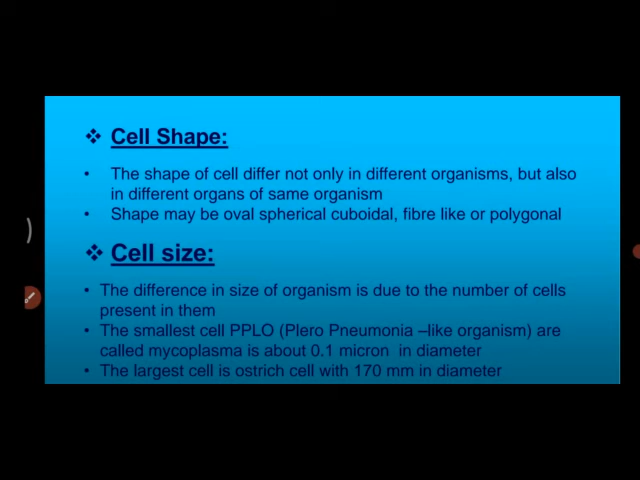 ❖ Cell Shape:
• The shape of cell differ not only in different organisms, but also
in different organs of same organism
• Shape may be oval spherical cuboidal, fibre like or polygonal
❖ Cell size:
• The difference in size of organism is due to the number of cells
present in them
• The smallest cell PPLO (Plero Pneumonia –like organism) are
called mycoplasma is about 0.1 micron in diameter
• The largest cell is ostrich cell with 170 mm in diameter